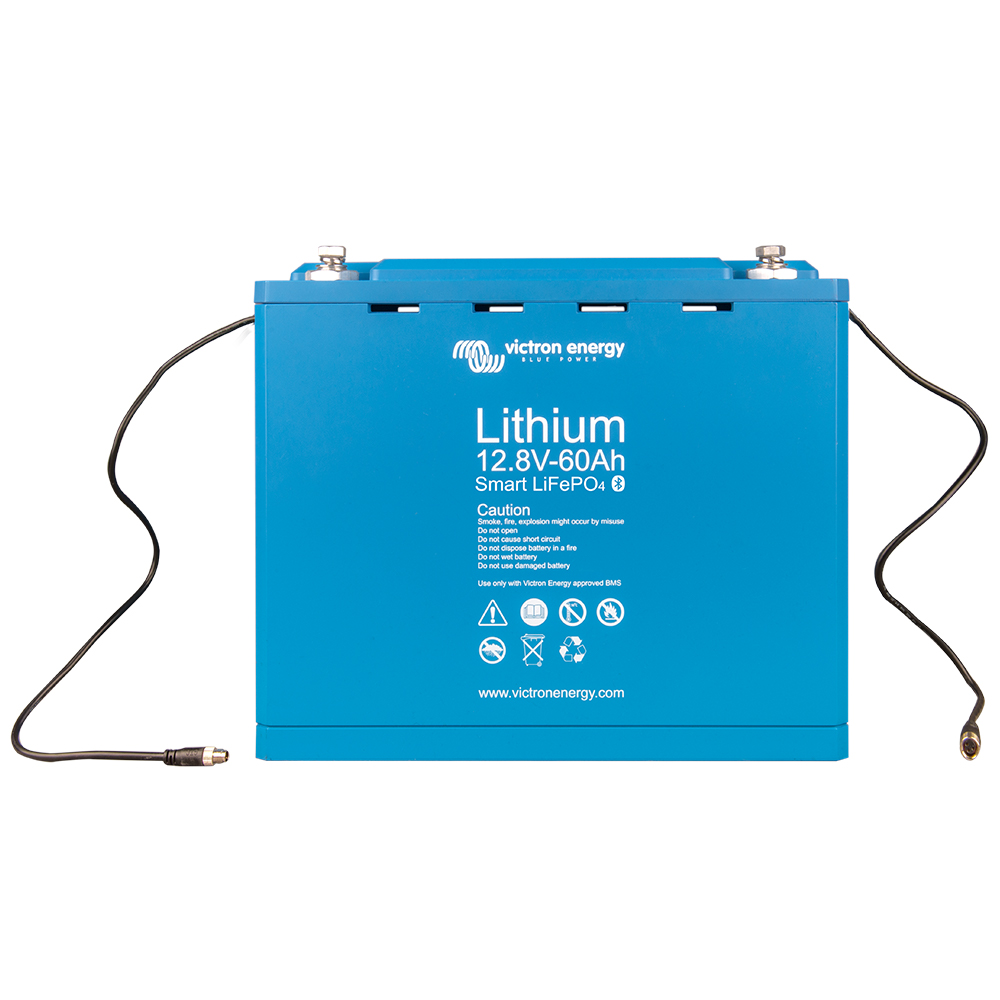 victron energy
BLUE POWER
Lithium
12.8V-60Ah
Smart LiFePO4
Caution
Smoke, fire, explosion might occur by misuse
Do not open
Do not cause short circuit
Do not dispose battery in a fire
Do not wet battery
Do not use damaged battery
Use only with Victron Energy approved BMS
www.victronenergy.com